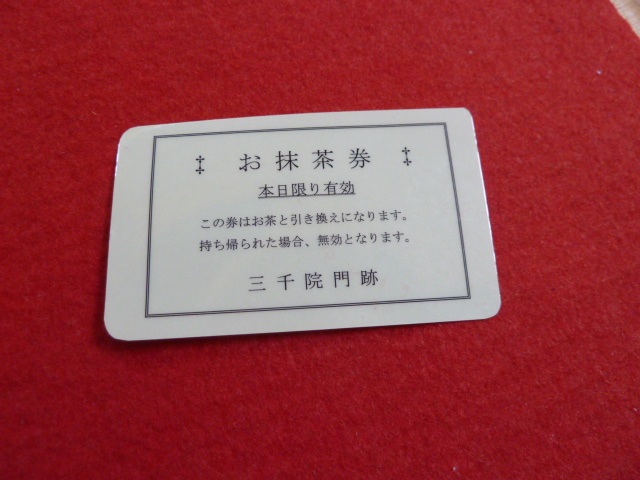 お抹茶券
本日限り有効
この券はお茶と引き換えになります。
持ち帰られた場合、無効となります。
三千院門跡